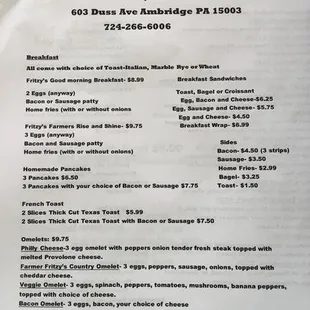 603 Duss Ave Ambridge PA 15003
724-266-6006
Breakfast
All come with choice of Toast-Italian, Marble Rye or Wheat
Fritzy's Good morning Breakfast- $8.99
2 Eggs (anyway)
Bacon or Sausage patty
Home fries (with or without onions
Fritzy's Farmers Rise and Shine- $9.75
3 Eggs (anyway)
Bacon and Sausage patty
Home fries (with or without onions)
Homemade Pancakes
2 Pancakes $6.50
3 Pancakes with your choice of Bacon or Sausage $7.75
Breakfast Sandwiches
Toast, Bagel or Croissant
Egg, Bacon and Cheese-$6.25
Egg, Sausage and Cheese- $5.75
Egg and Cheese- $4.50
Breakfast Wrap- $6.99
Sides
Bacon- $4.50 (3 strips)
Sausage- $3.50
Home Fries- $2.99
Bagel- $3.25
Toast- $1.50
French Toast
2 Slices Thick Cut Texas Toast $5.99
2 Slices Thick Cut Texas Toast with Bacon or Sausage $7.50
Omelets: $9.75
Philly Cheese-3 egg omelet with peppers onion tender fresh steak topped with
melted Provolone cheese.
Farmer Fritzy's Country Omelet- 3 eggs, peppers, sausage, onions, topped with
cheddar cheese.
Veggie Omelet- 3 eggs, spinach, peppers, tomatoes, mushrooms, banana peppers,
topped with choice of cheese.
Bacon Omelet- 3 eggs, bacon, your choice of cheese